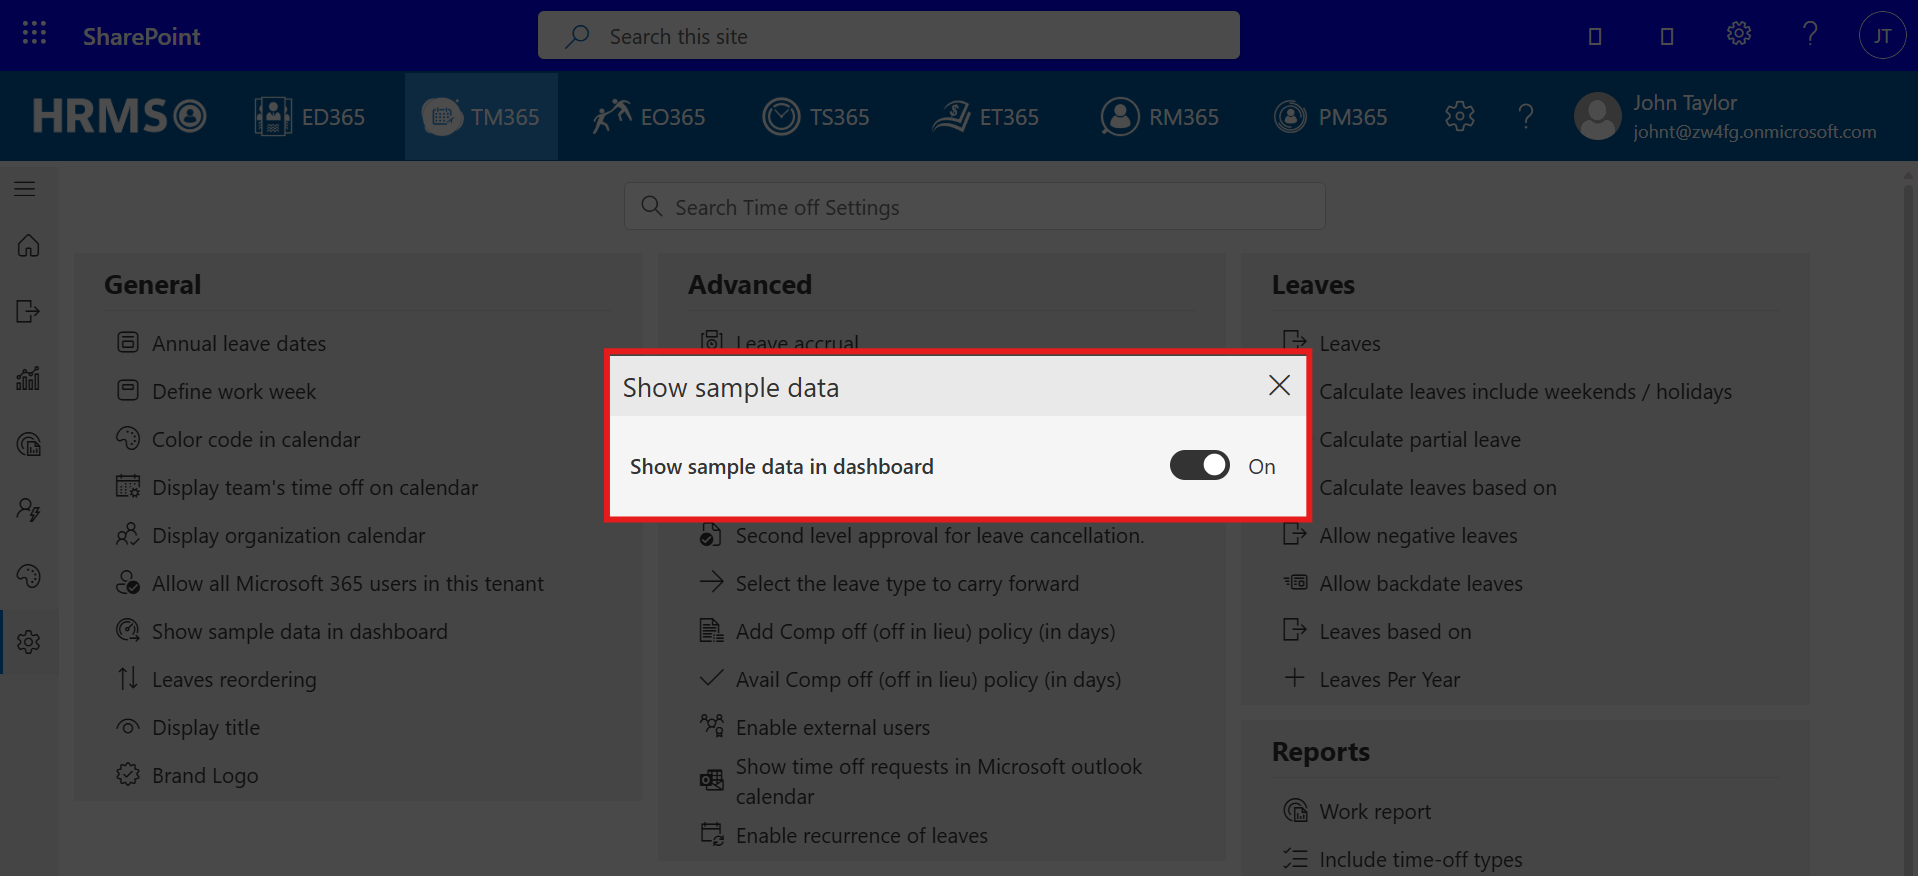 SharePoint
Search this site
JT
HRMS
ED365
TM365
EO365
TS365
ET365
RM365
PM365
John Taylor
johnt@zw4fg.onmicrosoft.com
Search Time off Settings
General
Annual leave dates
Define work week
Color code in calendar
Display team's time off on calendar
Display organization calendar
Allow all Microsoft 365 users in this tenant
Show sample data in dashboard
Leaves reordering
Display title
Brand Logo
Advanced
Leave accrual
Show sample data
Show sample data in dashboard
On
Second level approval for leave cancellation.
Select the leave type to carry forward
Add Comp off (off in lieu) policy (in days)
Avail Comp off (off in lieu) policy (in days)
Enable external users
Show time off requests in Microsoft outlook
calendar
Enable recurrence of leaves
Leaves
Leaves
Calculate leaves include weekends / holidays
Calculate partial leave
Calculate leaves based on
Allow negative leaves
Allow backdate leaves
Leaves based on
Leaves Per Year
Reports
Work report
Include time-off types